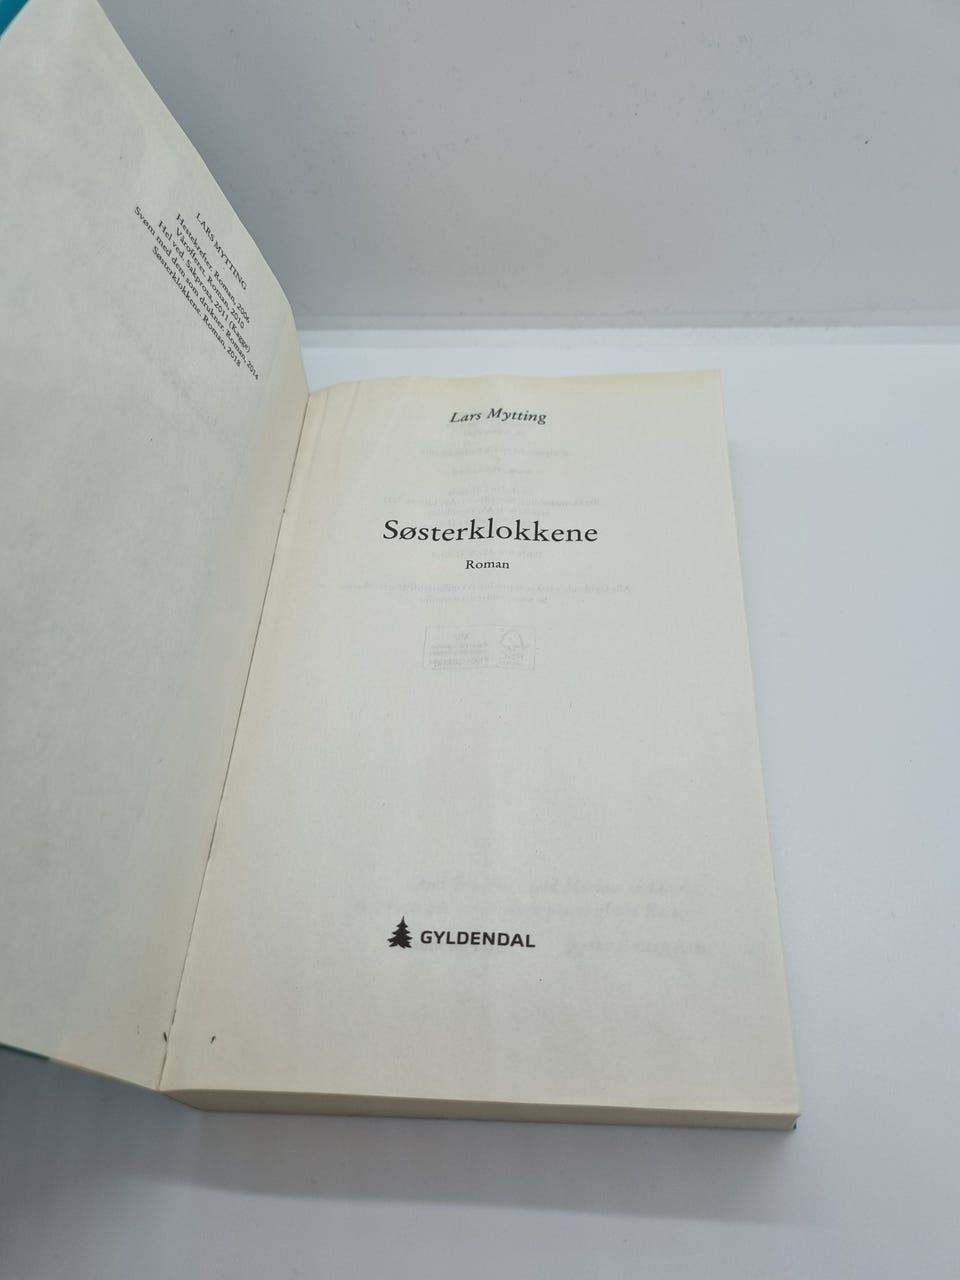 LARS MYTTING
Hestekrefter, Roman, 2006
Vårofferet. Roman, 2010
Hel ved. Sakprosa, 2011 (Kagge)
Svøm med dem som drukner. Roman, 2014
Søsterklokkene. Roman, 2018
Lars Mytting
Søsterklokkene
Roman
GYLDENDAL